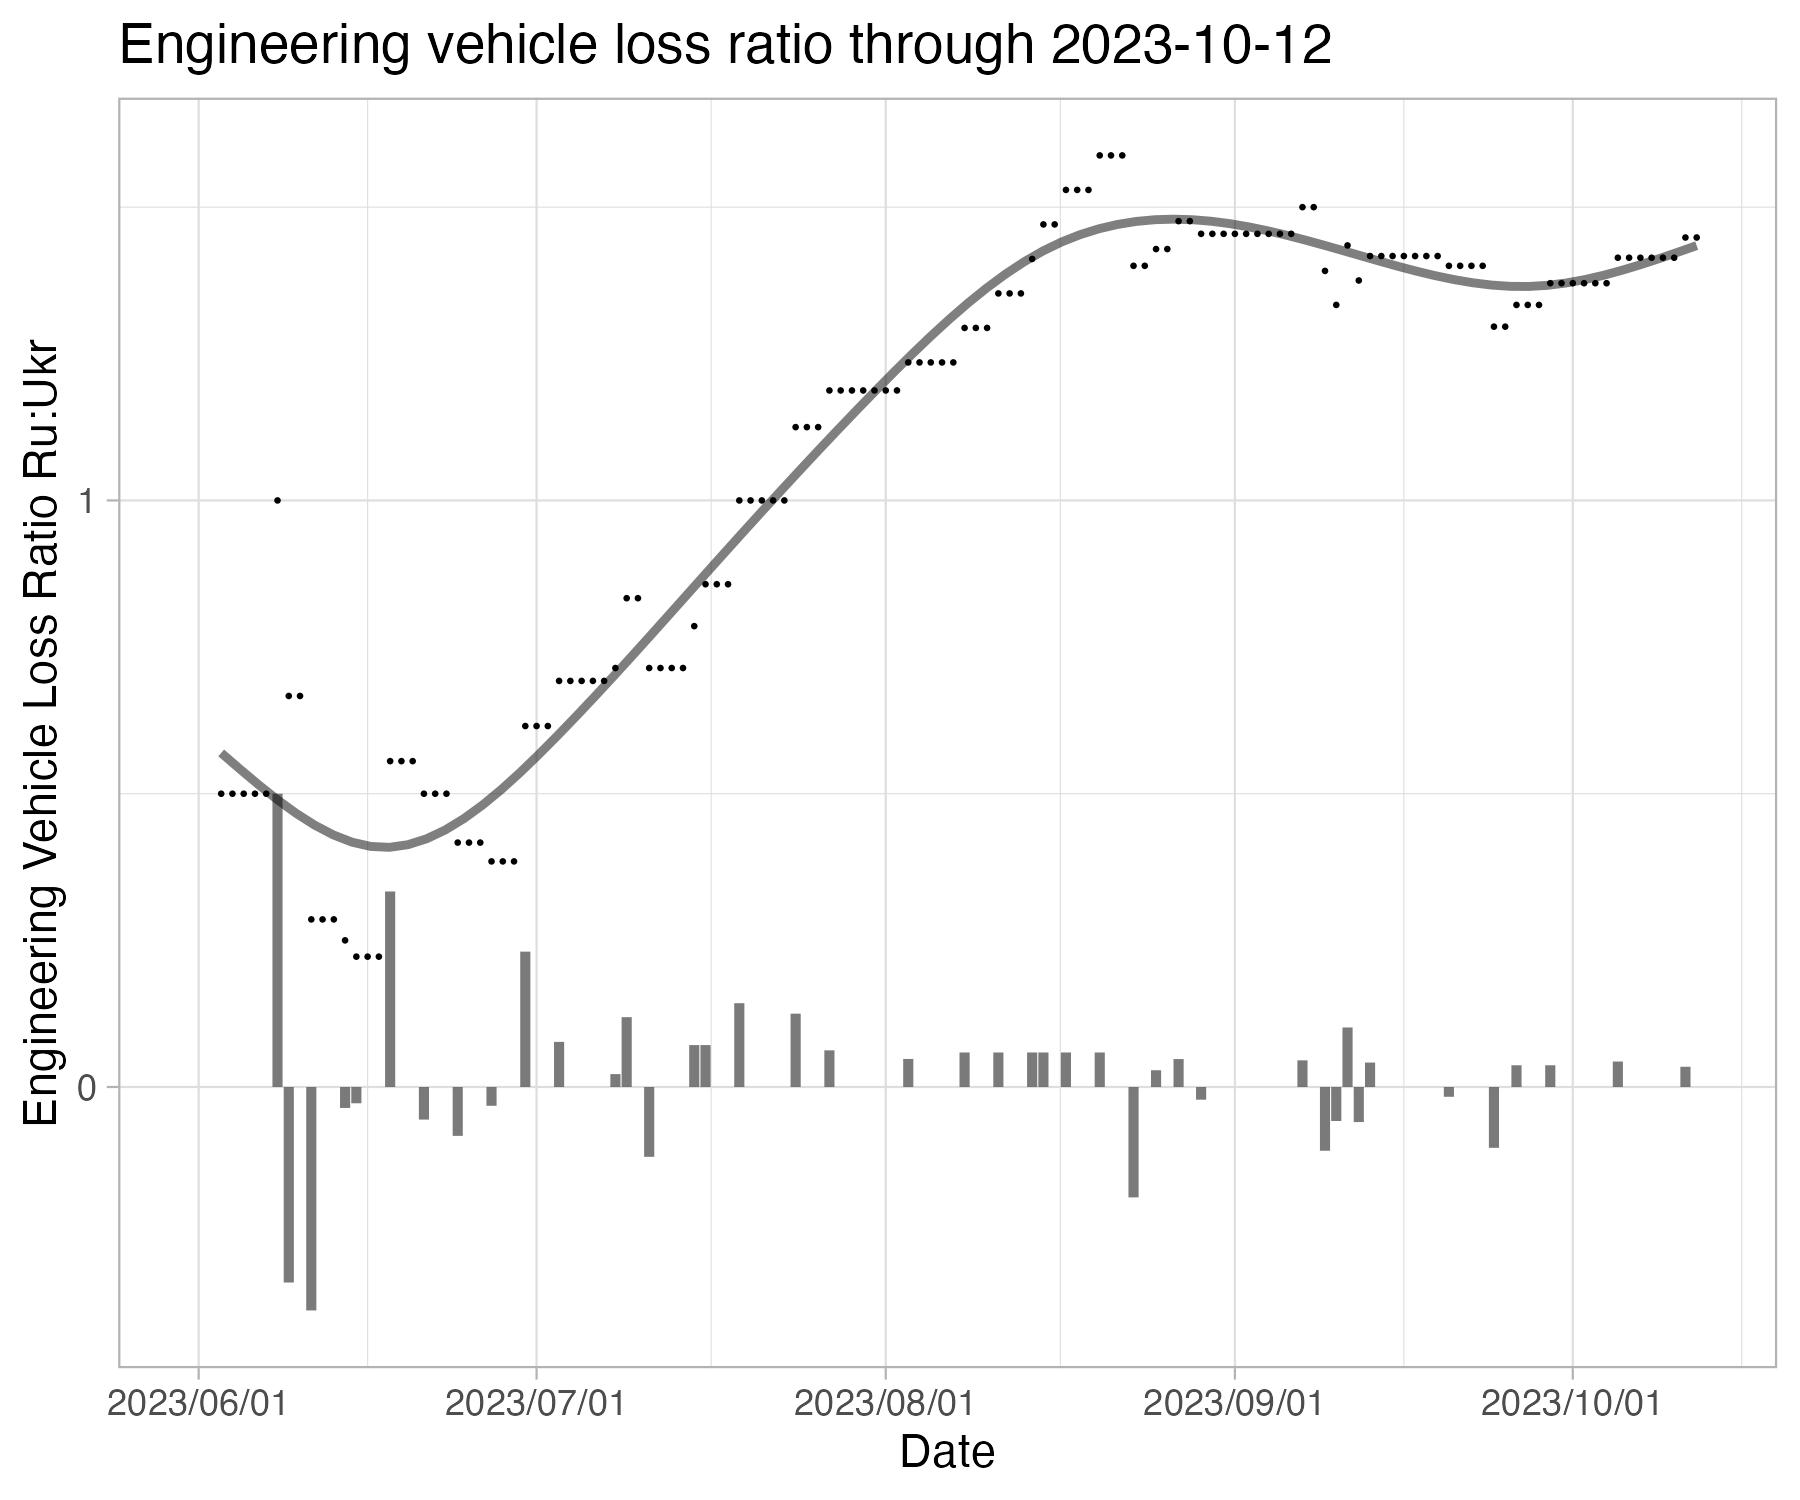 Engineering vehicle loss ratio through 2023-10-12
Engineering Vehicle Loss Ratio Ru:Ukr
1
0
2023/06/01
2023/07/01
2023/08/01
2023/09/01
2023/10/01
Date